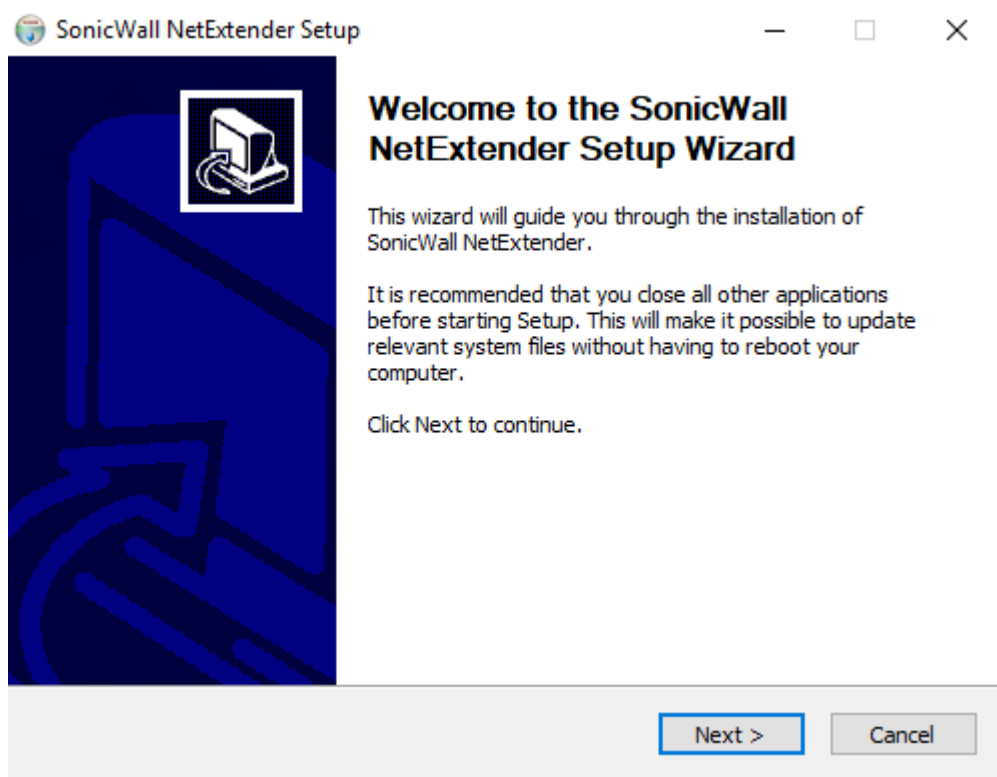 SonicWall NetExtender Setup
Welcome to the SonicWall
NetExtender Setup Wizard
This wizard will guide you through the installation of
SonicWall NetExtender.
It is recommended that you close all other applications
before starting Setup. This will make it possible to update
relevant system files without having to reboot your
computer.
Click Next to continue.
Next >
Cancel